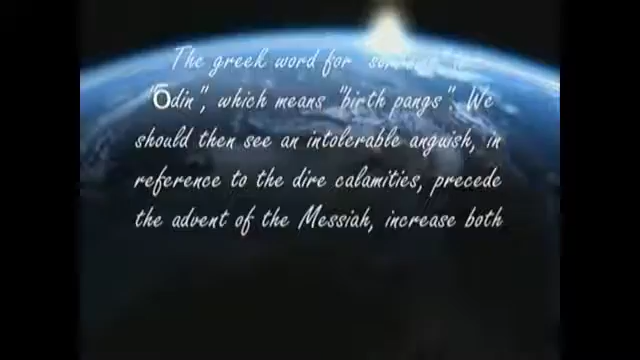 The greek word for
"õdin", which means "birth pangs". We
should then see an intolerable anguish, in
reference to the dire calamities, precede
the advent of the Messiah, increase both